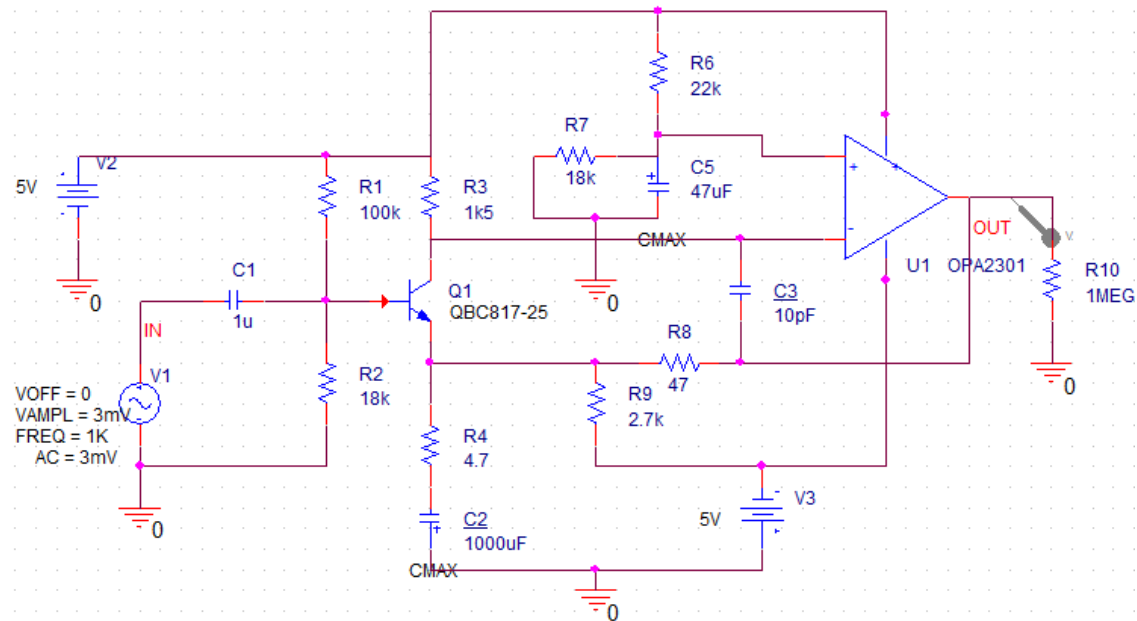 R6
22k
R7
18k
C5
47uF
V2
5V
R1
100k
R3
1k5
+
-
+
OUT
V
CMAX
U1 OPA2301
R10
1MEG
0
0
C1
1u
Q1
QBC817-25
C3
10pF
0
IN
V1
R8
47
VOFF = 0
VAMPL = 3mV
FREQ = 1K
AC = 3mV
R2
18k
R9
2.7k
0
R4
4.7
V3
5V
0
C2
1000uF
CMAX
0